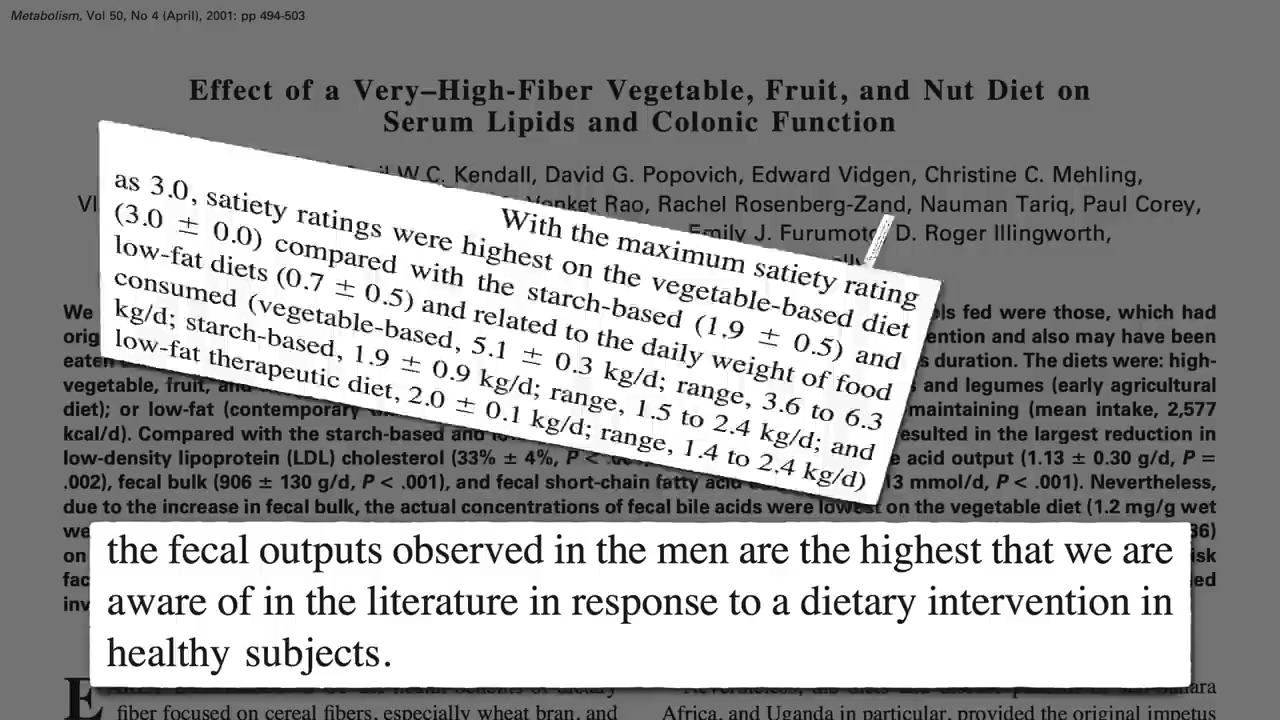 Metabolism, Vol 50, No 4 (April), 2001: pp 494-503
Effect of a Very–High-Fiber Vegetable, Fruit, and Nut Diet on
Serum Lipids and Colonic Function
W.C. Kendall, David G. Popovich, Edward Vidgen, Christine C. Mehling,
Venket Rao, Rachel Rosenberg-Zand, Nauman Tariq, Paul Corey,
Emily J. Furumoto, D. Roger Illingworth,
With the maximum satiety rating
as 3.0, satiety ratings were highest on the vegetable-based diet
(3.0 ± 0.0) compared with the starch-based (1.9 ± 0.5) and
low-fat diets (0.7 ± 0.5) and related to the daily weight of food
consumed (vegetable-based, 5.1 ± 0.3 kg/d; range, 3.6 to 6.3
kg/d; starch-based, 1.9 ± 0.9 kg/d; range, 1.5 to 2.4 kg/d; and
low-fat therapeutic diet, 2.0 ± 0.1 kg/d; range, 1.4 to 2.4 kg/d)
We fed were those, which had
ention and also may have been
eaten duration. The diets were: high-
vegetable, fruit, and and legumes (early agricultural
diet); or low-fat (contemporary maintaining (mean intake, 2,577
kcal/d). Compared with the starch-based and esulted in the largest reduction in
low-density lipoprotein (LDL) cholesterol (33% ± 4%, P < acid output (1.13 ± 0.30 g/d, P =
.002), fecal bulk (906 ± 130 g/d, P < .001), and fecal short-chain fatty acid 13 mmol/d, P < .001). Nevertheless,
due to the increase in fecal bulk, the actual concentrations of fecal bile acids were lowest on the vegetable diet (1.2 mg/g wet
on
the fecal outputs observed in the men are the highest that we are
aware of in the literature in response to a dietary intervention in
healthy subjects.
fiber focused on cereal fibers, especially wheat bran, and
Africa, and Uganda in particular, provided the original impetus